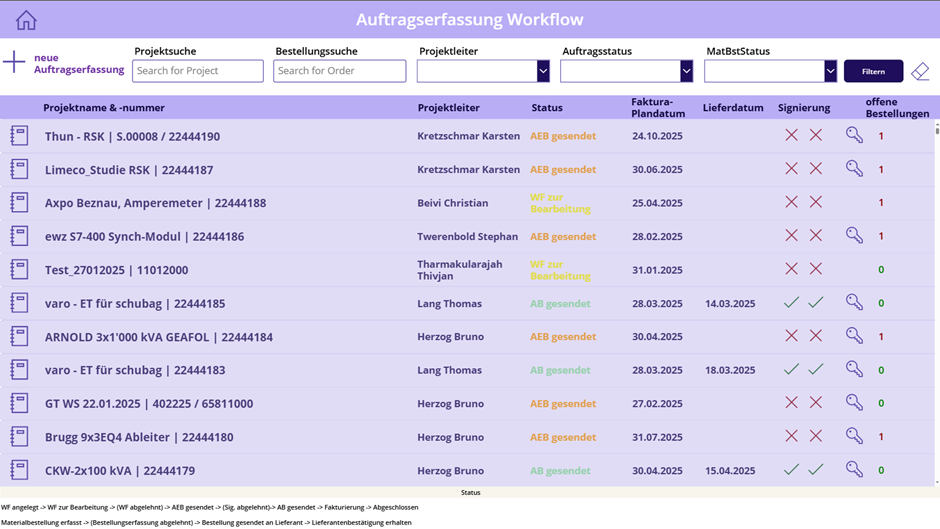 Auftragserfassung Workflow
neue
Auftragserfassung
Projektsuche
Search for Project
Bestellungssuche
Search for Order
Projektleiter
Auftragsstatus
MatBstStatus
Filtern
Projektname & -nummer Projektleiter Status Faktura-
Plandatum Lieferdatum Signierung offene
Bestellungen
Thun - RSK | S.00008 / 22444190 Kretzschmar Karsten AEB gesendet 24.10.2025 1
Limeco_Studie RSK | 22444187 Kretzschmar Karsten AEB gesendet 30.06.2025 1
Axpo Beznau, Amperemeter | 22444188 Beivi Christian WF zur
Bearbeitung 25.04.2025 1
ewz S7-400 Synch-Modul | 22444186 Twerenbold Stephan AEB gesendet 28.02.2025 1
Test_27012025 | 11012000 Tharmakularajah
Thivjan WF zur
Bearbeitung 31.01.2025 0
varo - ET für schubag | 22444185 Lang Thomas AB gesendet 28.03.2025 14.03.2025 0
ARNOLD 3x1'000 kVA GEAFOL | 22444184 Herzog Bruno AEB gesendet 30.04.2025 1
varo - ET für schubag | 22444183 Lang Thomas AB gesendet 28.03.2025 18.03.2025 0
GT WS 22.01.2025 | 402225 / 65811000 Herzog Bruno AEB gesendet 27.02.2025 0
Brugg 9x3EQ4 Ableiter | 22444180 Herzog Bruno AEB gesendet 31.07.2025 1
CKW-2x100 kVA | 22444179 Herzog Bruno AB gesendet 30.04.2025 15.04.2025 0
Status
WF angelegt -> WF zur Bearbeitung -> (WF abgelehnt) -> AEB gesendet -> (Sig. abgelehnt)-> AB gesendet -> Fakturierung -> Abgeschlossen
Materialbestellung erfasst -> (Bestellungserfassung abgelehnt) -> Bestellung gesendet an Lieferant -> Lieferantenbestätigung erhalten